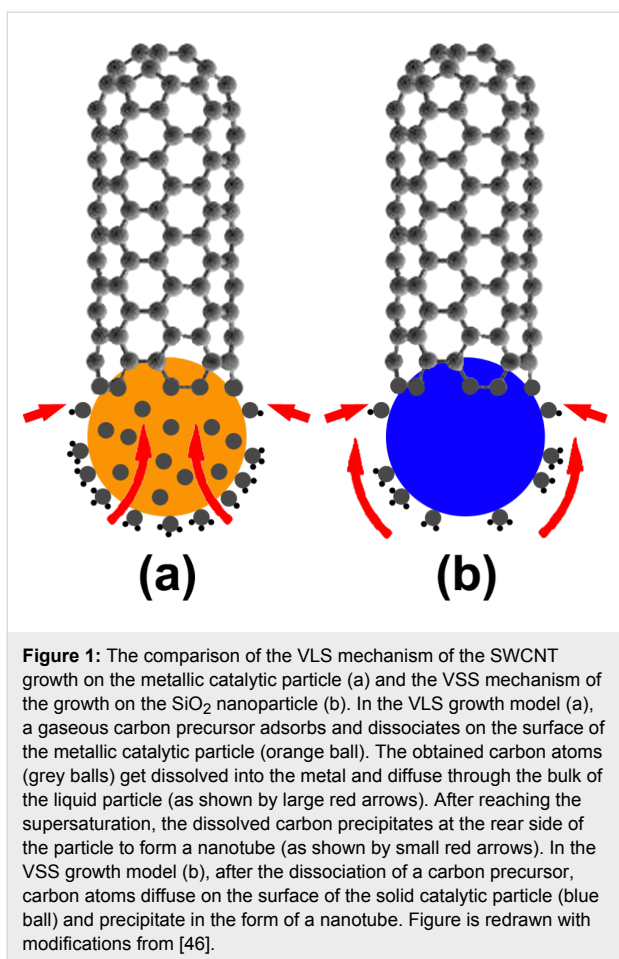 (a)
(b)
Figure 1: The comparison of the VLS mechanism of the SWCNT
growth on the metallic catalytic particle (a) and the VSS mechanism of
the growth on the SiO2 nanoparticle (b). In the VLS growth model (a),
a gaseous carbon precursor adsorbs and dissociates on the surface of
the metallic catalytic particle (orange ball). The obtained carbon atoms
(grey balls) get dissolved into the metal and diffuse through the bulk of
the liquid particle (as shown by large red arrows). After reaching the
supersaturation, the dissolved carbon precipitates at the rear side of
the particle to form a nanotube (as shown by small red arrows). In the
VSS growth model (b), after the dissociation of a carbon precursor,
carbon atoms diffuse on the surface of the solid catalytic particle (blue
ball) and precipitate in the form of a nanotube. Figure is redrawn with
modifications from [46].